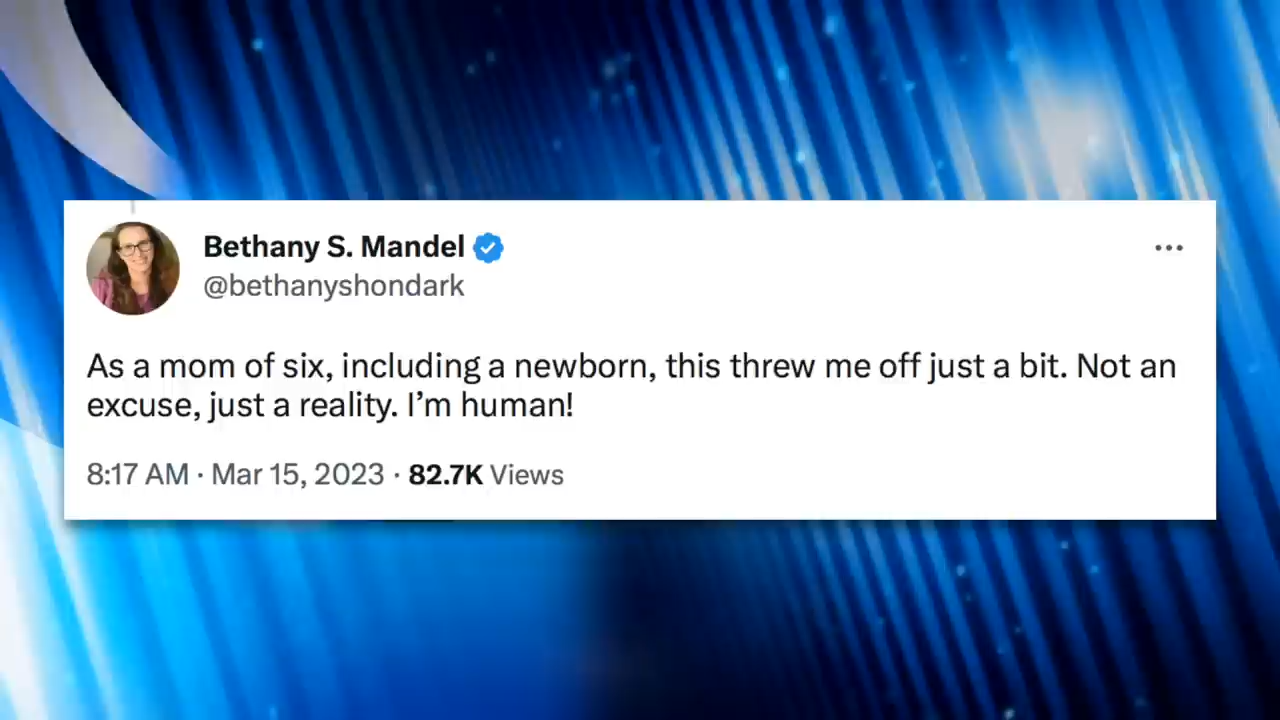 Bethany S. Mandel
@bethanyshondark
As a mom of six, including a newborn, this threw me off just a bit. Not an
excuse, just a reality. I’m human!
8:17 AM · Mar 15, 2023 · 82.7K Views